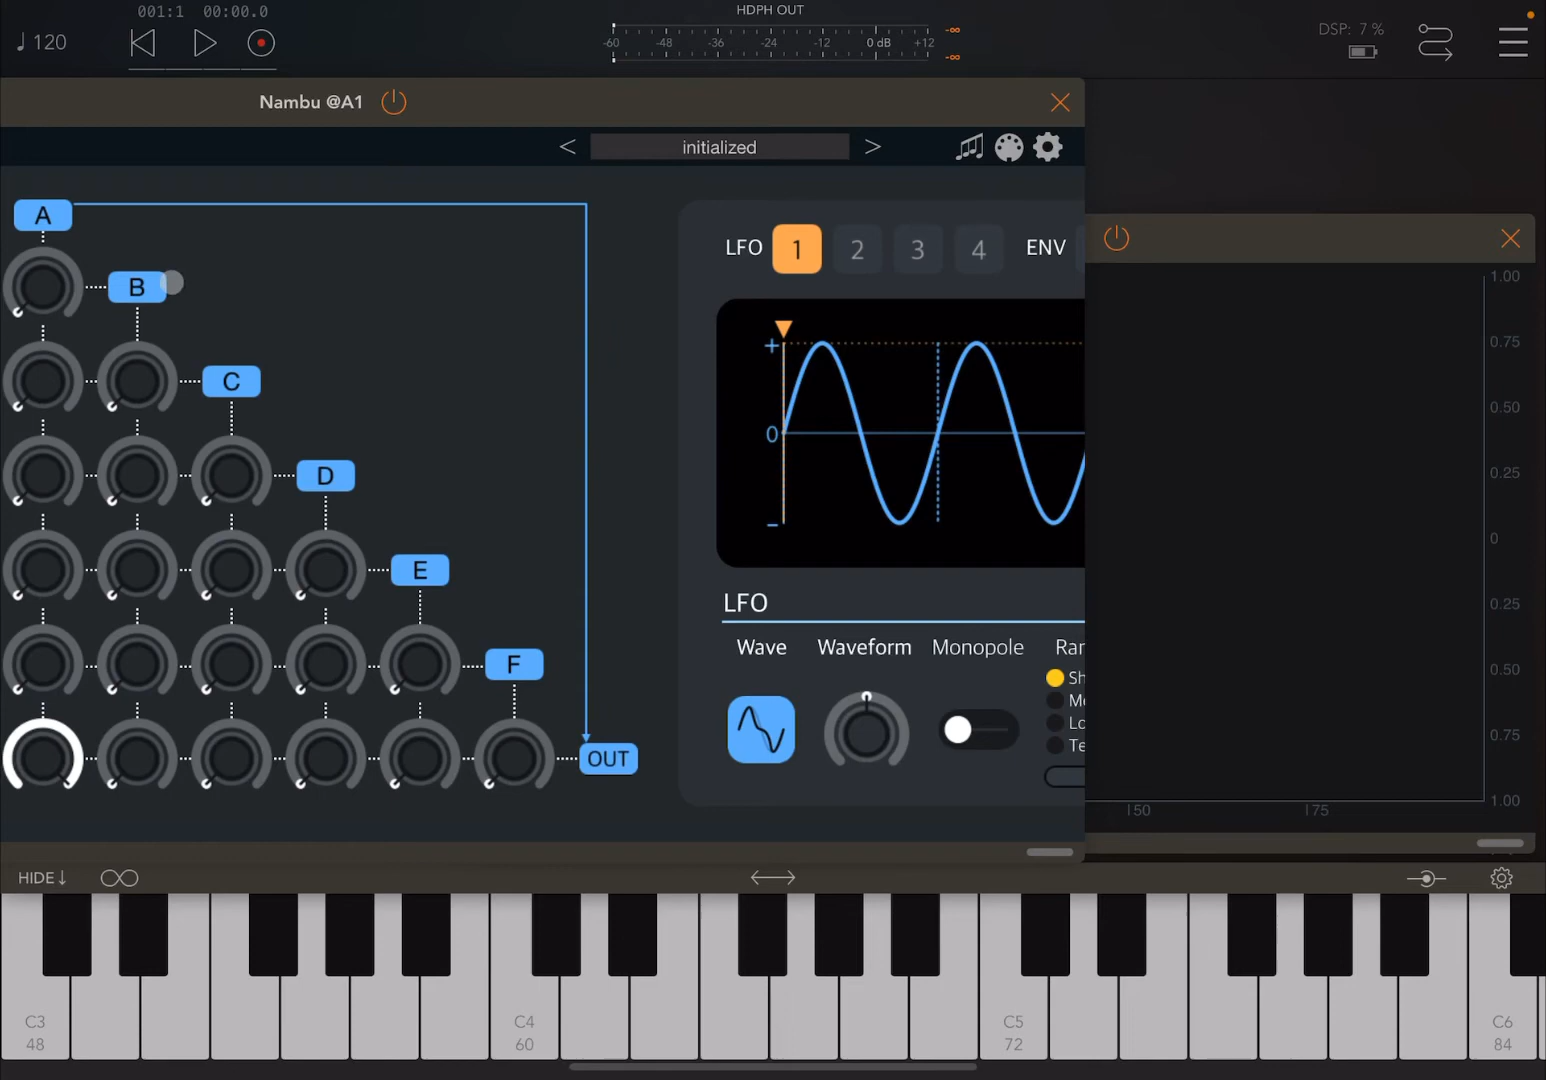 001:1 00:00.0
HDPH OUT
♩ 120
-60 -48 -36 -24 -12 0 dB +12
-∞
-∞
DSP: 7 %
Nambu @A1
< initialized >
A
B
C
D
E
F
OUT
LFO 1 2 3 4 ENV
+
0
-
LFO
Wave Waveform Monopole
1.00
0.75
0.50
0.25
0
0.25
0.50
0.75
1.00
50 75
HIDE↓
C3 C4 C5 C6
48 60 72 84